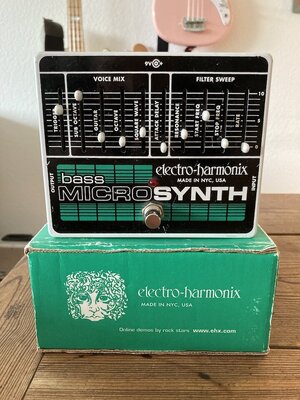 9V
VOICE MIX
FILTER SWEEP
TRIGGER
SUB OCTAVE
GUITAR
OCTAVE
SQUARE WAVE
ATTACK DELAY
RESONANCE
START FREQ
STOP FREQ
RATE
10
0
electro-harmonix
MADE IN NYC, USA
OUTPUT
bass
MICROSYNTH
INPUT
electro-harmonix
MADE IN NYC, USA
Online demos by rock stars www.ehx.com